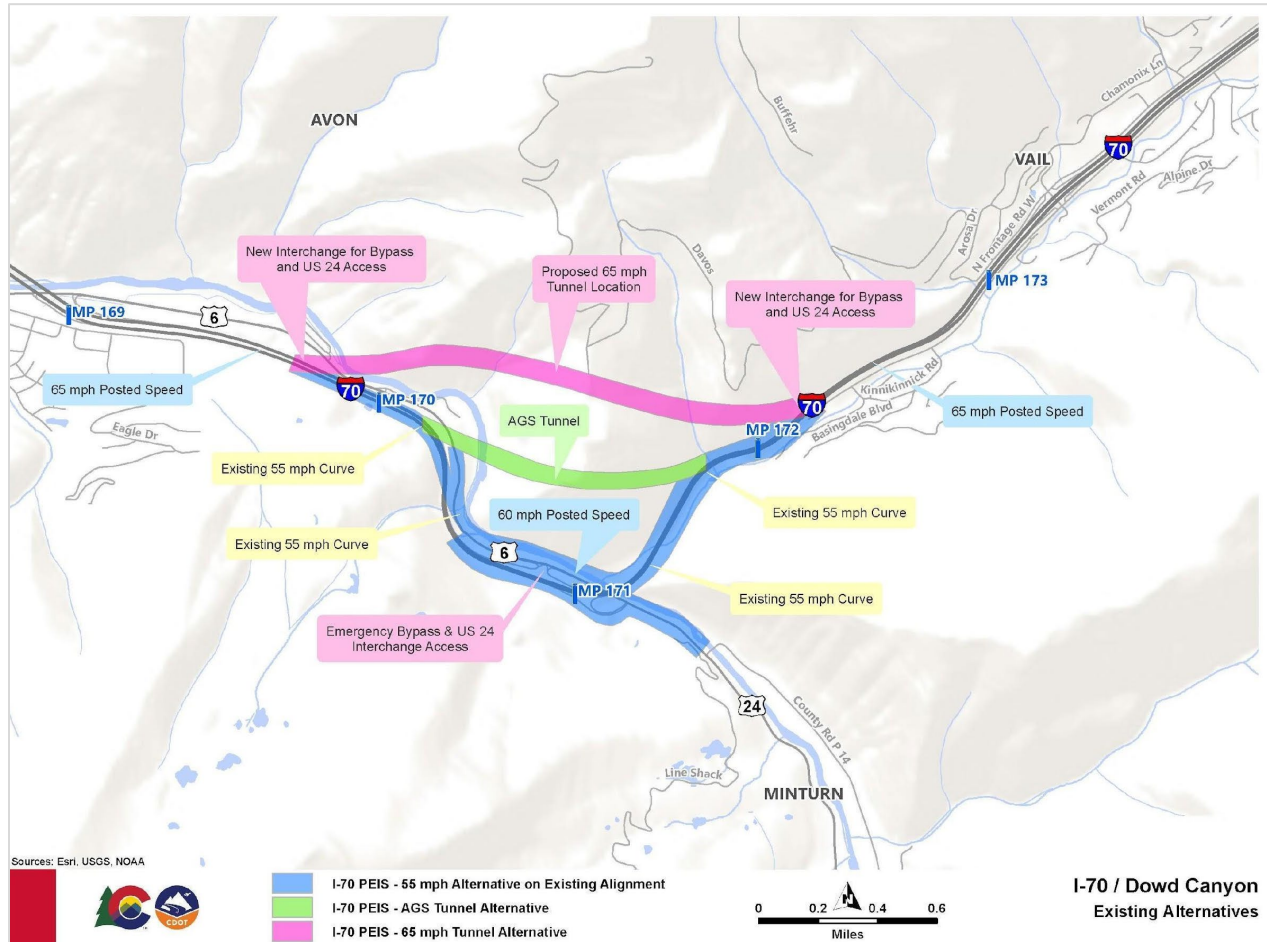 AVON
Buffehr
Chamonix Ln
70
VAIL
Vermont Rd
Alpine Dr
Arosa Dr
N Frontage Rd W
New Interchange for Bypass
and US 24 Access
Proposed 65 mph
Tunnel Location
Davos
New Interchange for Bypass
and US 24 Access
MP 173
MP 169
6
65 mph Posted Speed
70
MP 170
Kinnikinnick Rd
70
Basingdale Blvd
65 mph Posted Speed
AGS Tunnel
MP 172
Eagle Dr
Existing 55 mph Curve
60 mph Posted Speed
Existing 55 mph Curve
Existing 55 mph Curve
6
MP 171
Existing 55 mph Curve
Emergency Bypass & US 24
Interchange Access
24
County Rd P 14
Line Shack
MINTURN
Sources: Esri, USGS, NOAA
C
CDOT
I-70 PEIS - 55 mph Alternative on Existing Alignment
I-70 PEIS - AGS Tunnel Alternative
I-70 PEIS - 65 mph Tunnel Alternative
N
0 0.2 0.4 0.6
Miles
I-70 / Dowd Canyon
Existing Alternatives